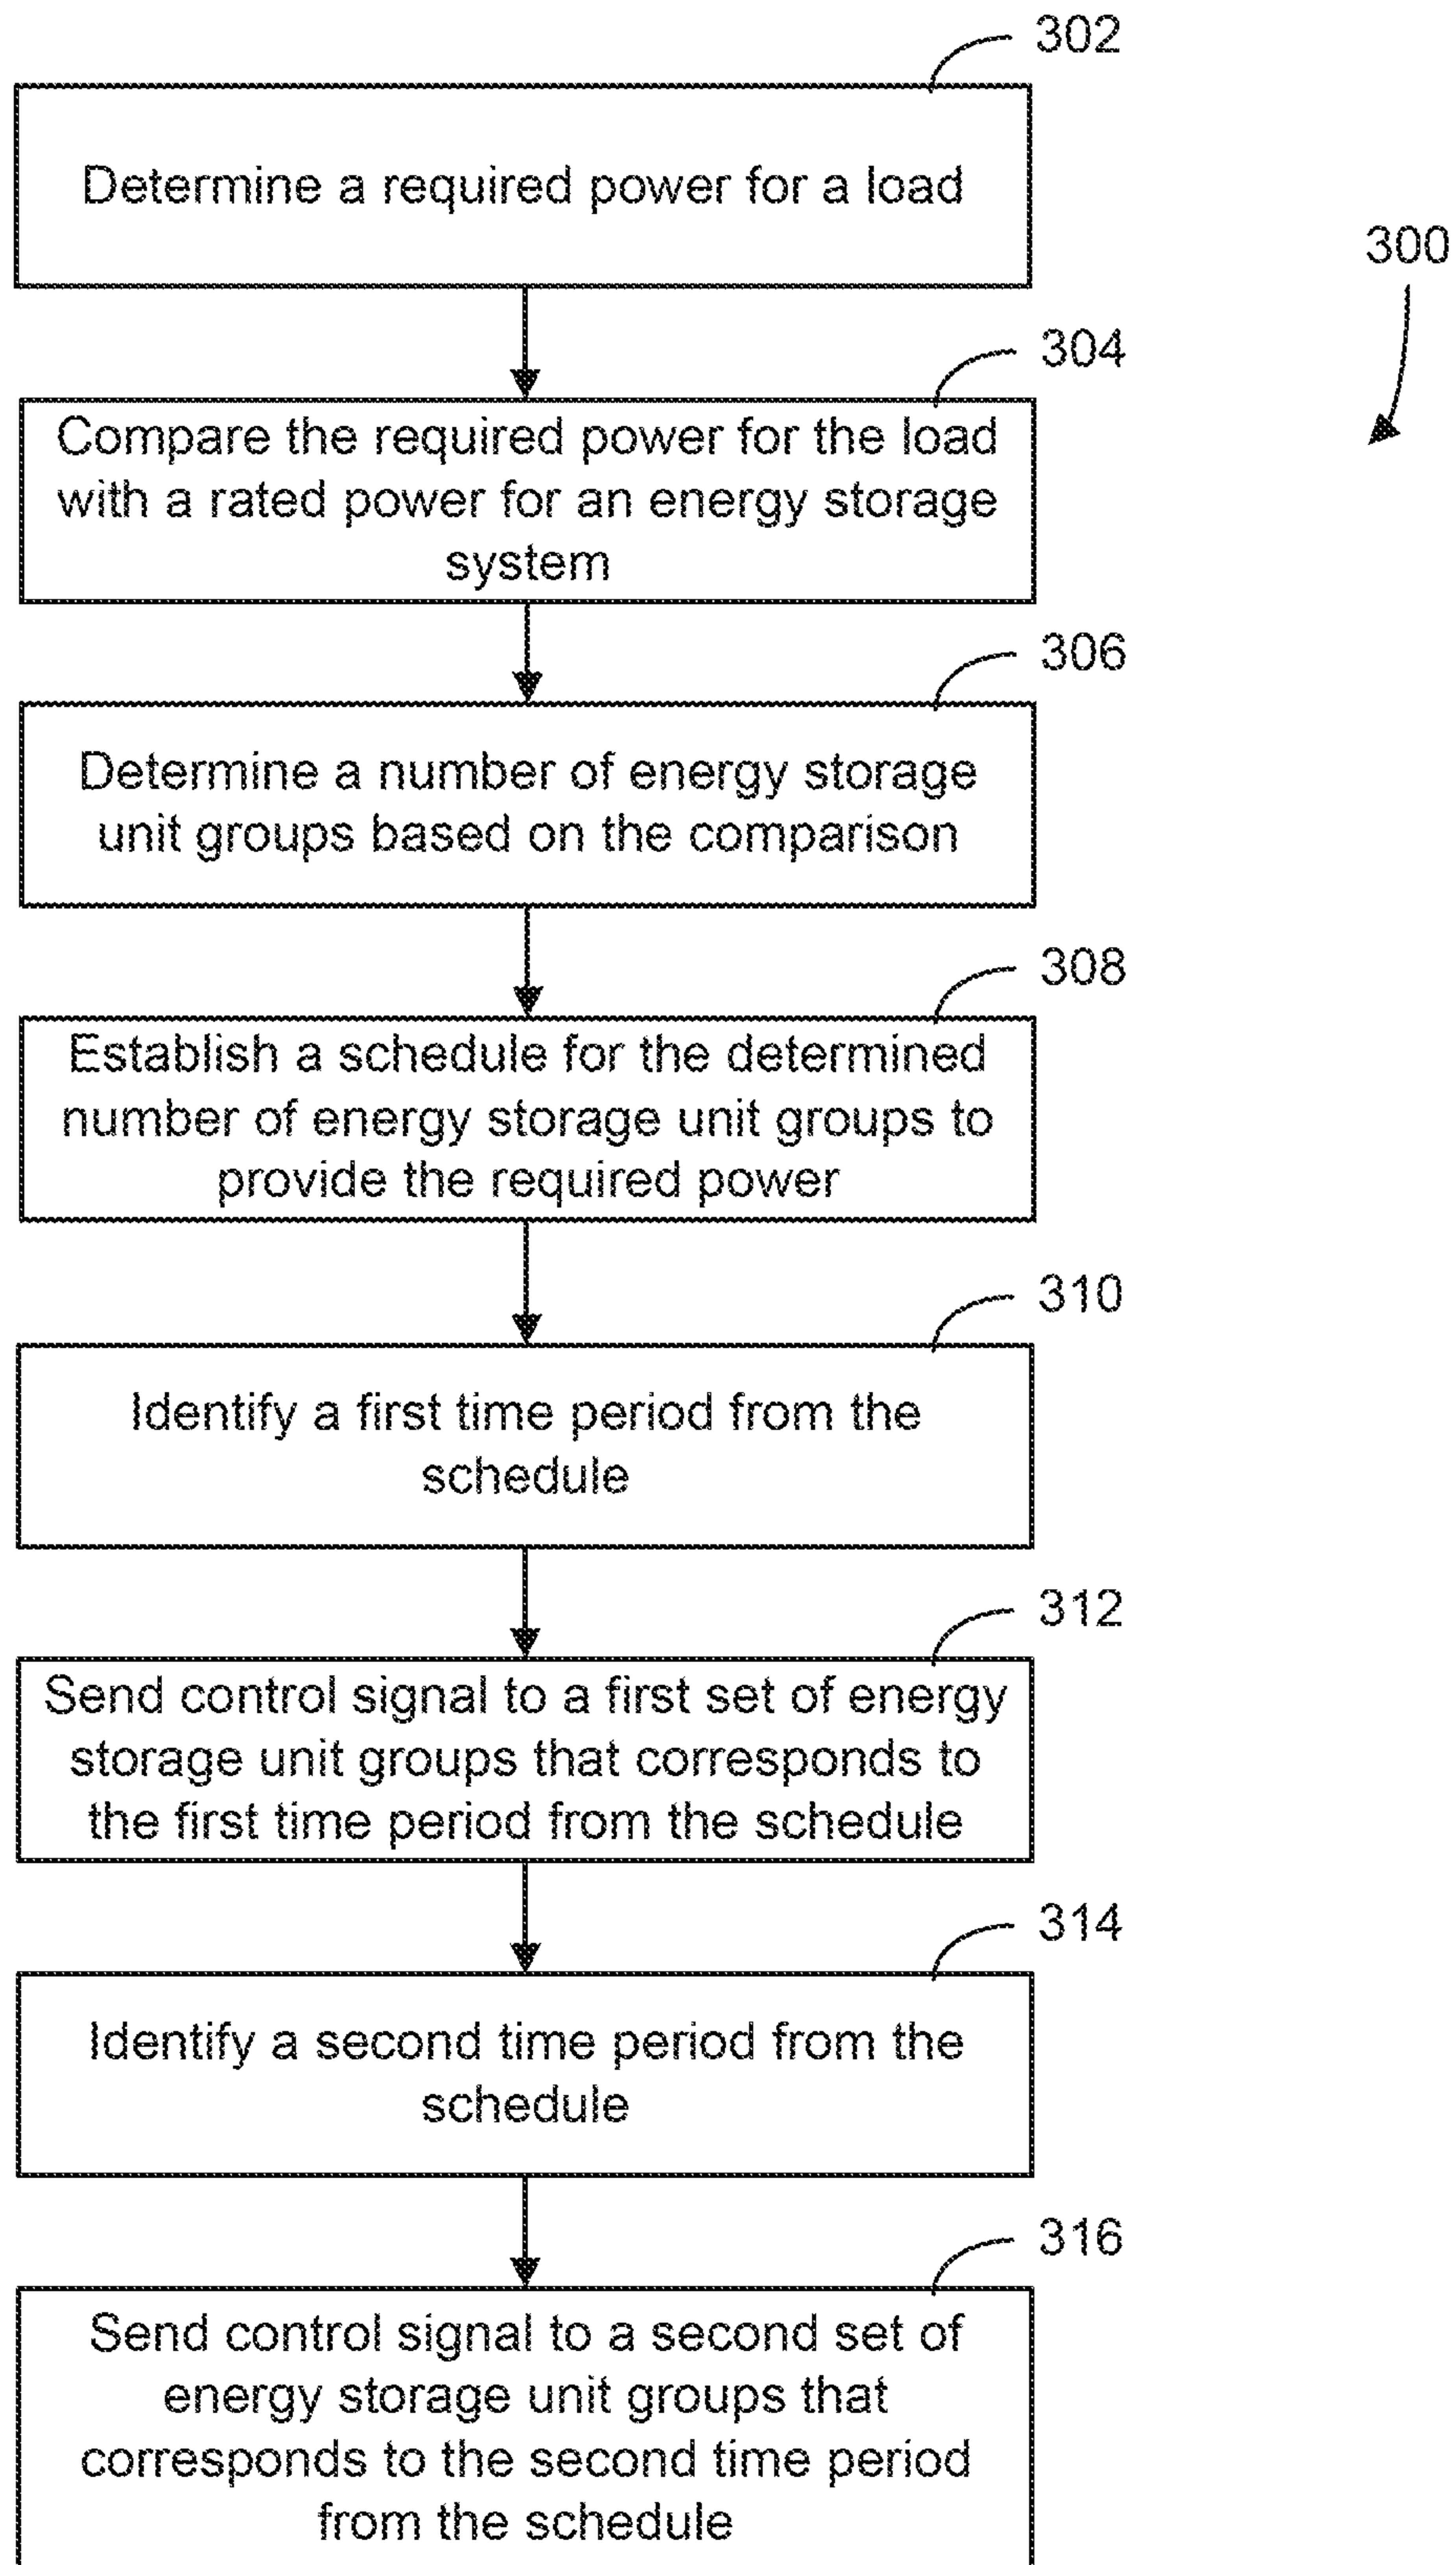 302
Determine a required power for a load
300
304
Compare the required power for the load
with a rated power for an energy storage
system
306
Determine a number of energy storage
unit groups based on the comparison
308
Establish a schedule for the determined
number of energy storage unit groups to
provide the required power
310
Identify a first time period from the
schedule
312
Send control signal to a first set of energy
storage unit groups that corresponds to
the first time period from the schedule
314
Identify a second time period from the
schedule
316
Send control signal to a second set of
energy storage unit groups that
corresponds to the second time period
from the schedule